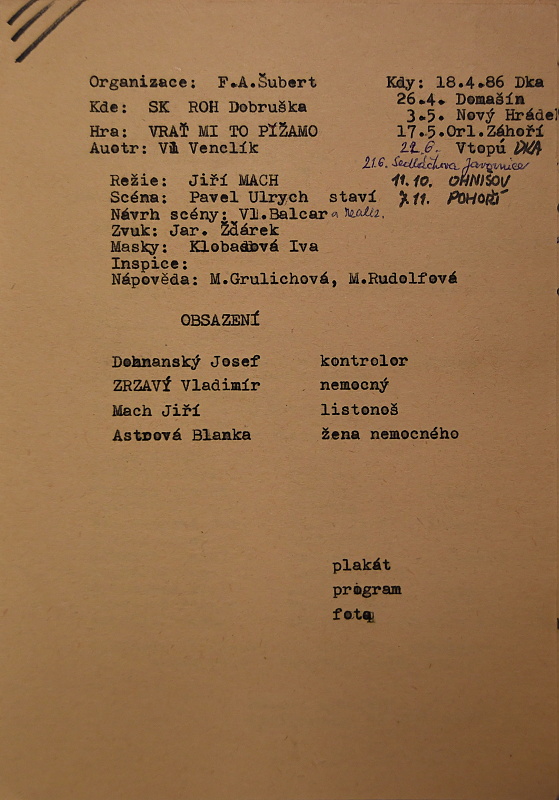 Organizace: F.A.Šubert Kdy: 18.4.86 Dka
26.4. Domašín
Kde: SK ROH Dobruška
3.5. Nový Hrádek
Hra: VRAŤ MI TO PÍŽAMO 17.5.Orl.Záhoří
Auotr: Vl Venclík 22.6. Vtopú DKA
21.6. Sedloňova Javornice
Režie: Jiří MACH 11.10. OHNIŠOV
Scéna: Pavel Ulrych staví 7.11. POHOŘÍ
Návrh scény: Vl.Balcar a realiz.
Zvuk: Jar. Žďárek
Masky: Klobasová Iva
Inspice:
Nápověda: M.Grulichová, M.Rudolfová
OBSAZENÍ
Dohnanský Josef kontrolor
ZRZAVÝ Vladimír nemocný
Mach Jiří listonoš
Astrová Blanka žena nemocného
plakát
program
foto